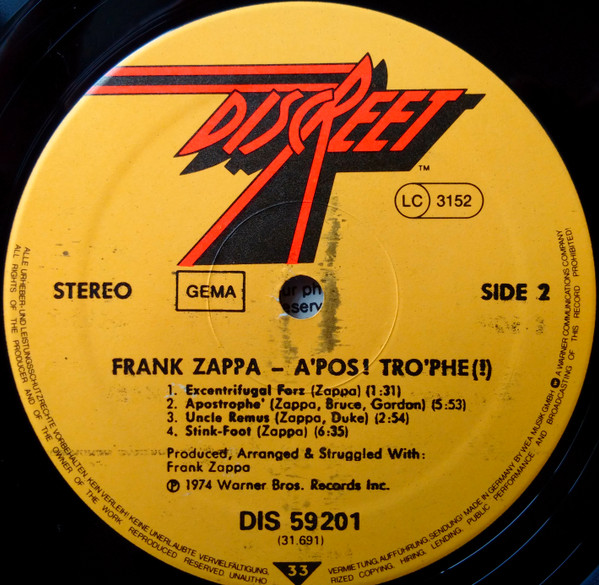 DISCREET
™
LC 3152
STEREO
GEMA
ur ph
eserv
SIDE 2
FRANK ZAPPA – A'POS! TRO'PHE(!)
1. Excentrifugal Forz (Zappa) (1:31)
2. Apostrophe' (Zappa, Bruce, Gordon) (5:53)
3. Uncle Remus (Zappa, Duke) (2:54)
4. Stink-Foot (Zappa) (6:35)
Produced, Arranged & Struggled With:
Frank Zappa
℗ 1974 Warner Bros. Records Inc.
DIS 59201
(31.691)
33
ALLE URHEBER- UND LEISTUNGSSCHUTZRECHTE VORBEHALTEN. KEIN VERLEIH! KEINE UNERLAUBTE VERVIELFÄLTIGUNG,
VERMIETUNG, AUFFÜHRUNG, SENDUNG! MADE IN GERMANY BY WEA MUSIK GMBH A WARNER COMMUNICATIONS COMPANY
ALL RIGHTS OF THE PRODUCER AND OF THE OWNER OF THE WORK REPRODUCED RESERVED. UNAUTHO
RIZED COPYING, HIRING, LENDING, PUBLIC PERFORMANCE AND BROADCASTING OF THIS RECORD PROHIBITED!